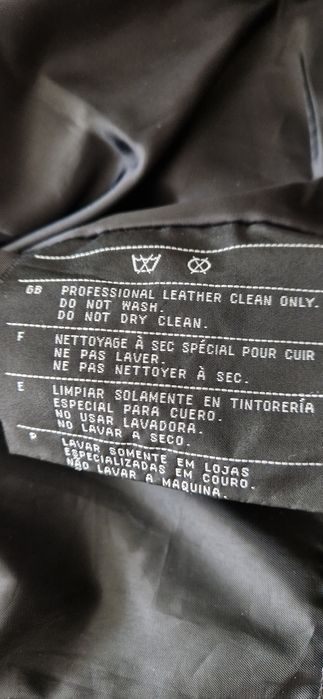 GB PROFESSIONAL LEATHER CLEAN ONLY.
DO NOT WASH.
DO NOT DRY CLEAN.
F NETTOYAGE À SEC SPÉCIAL POUR CUIR
NE PAS LAVER.
NE PAS NETTOYER À SEC.
E LIMPIAR SOLAMENTE EN TINTORERÍA
ESPECIAL PARA CUERO.
NO USAR LAVADORA.
NO LAVAR A SECO.
P LAVAR SOMENTE EM LOJAS
ESPECIALIZADAS EM COURO.
NÃO LAVAR A MAQUINA.